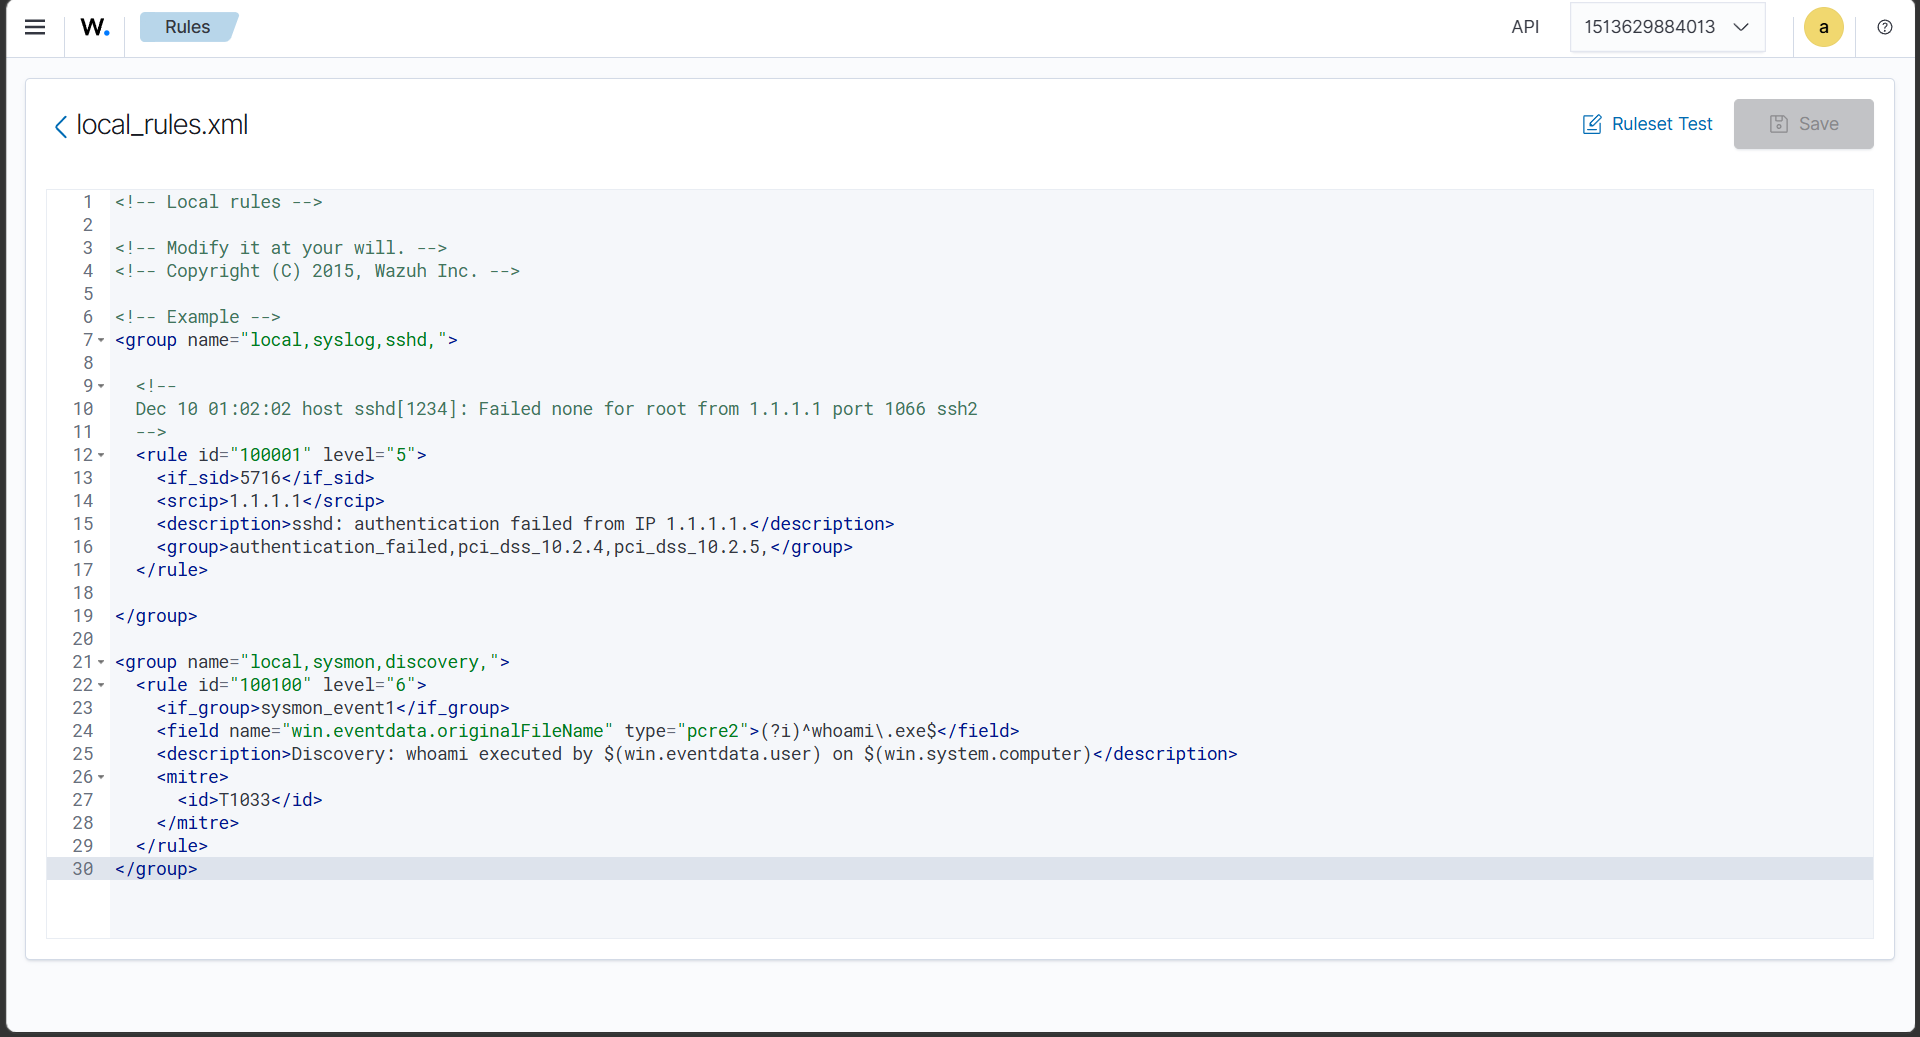 W.
Rules
API
1513629884013
a
local_rules.xml
Ruleset Test
Save
1 <!-- Local rules -->
2
3 <!-- Modify it at your will. -->
4 <!-- Copyright (C) 2015, Wazuh Inc. -->
5
6 <!-- Example -->
7 <group name="local,syslog,sshd,">
8
9   <!--
10   Dec 10 01:02:02 host sshd[1234]: Failed none for root from 1.1.1.1 port 1066 ssh2
11   -->
12   <rule id="100001" level="5">
13     <if_sid>5716</if_sid>
14     <srcip>1.1.1.1</srcip>
15     <description>sshd: authentication failed from IP 1.1.1.1.</description>
16     <group>authentication_failed,pci_dss_10.2.4,pci_dss_10.2.5,</group>
17   </rule>
18
19 </group>
20
21 <group name="local,sysmon,discovery,">
22   <rule id="100100" level="6">
23     <if_group>sysmon_event1</if_group>
24     <field name="win.eventdata.originalFileName" type="pcre2">(?i)^whoami\.exe$</field>
25     <description>Discovery: whoami executed by $(win.eventdata.user) on $(win.system.computer)</description>
26     <mitre>
27       <id>T1033</id>
28     </mitre>
29   </rule>
30 </group>